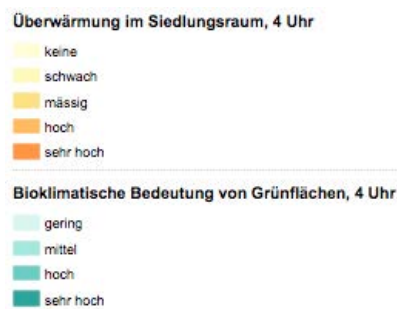 Überwärmung im Siedlungsraum, 4 Uhr
keine
schwach
mässig
hoch
sehr hoch
Bioklimatische Bedeutung von Grünflächen, 4 Uhr
gering
mittel
hoch
sehr hoch